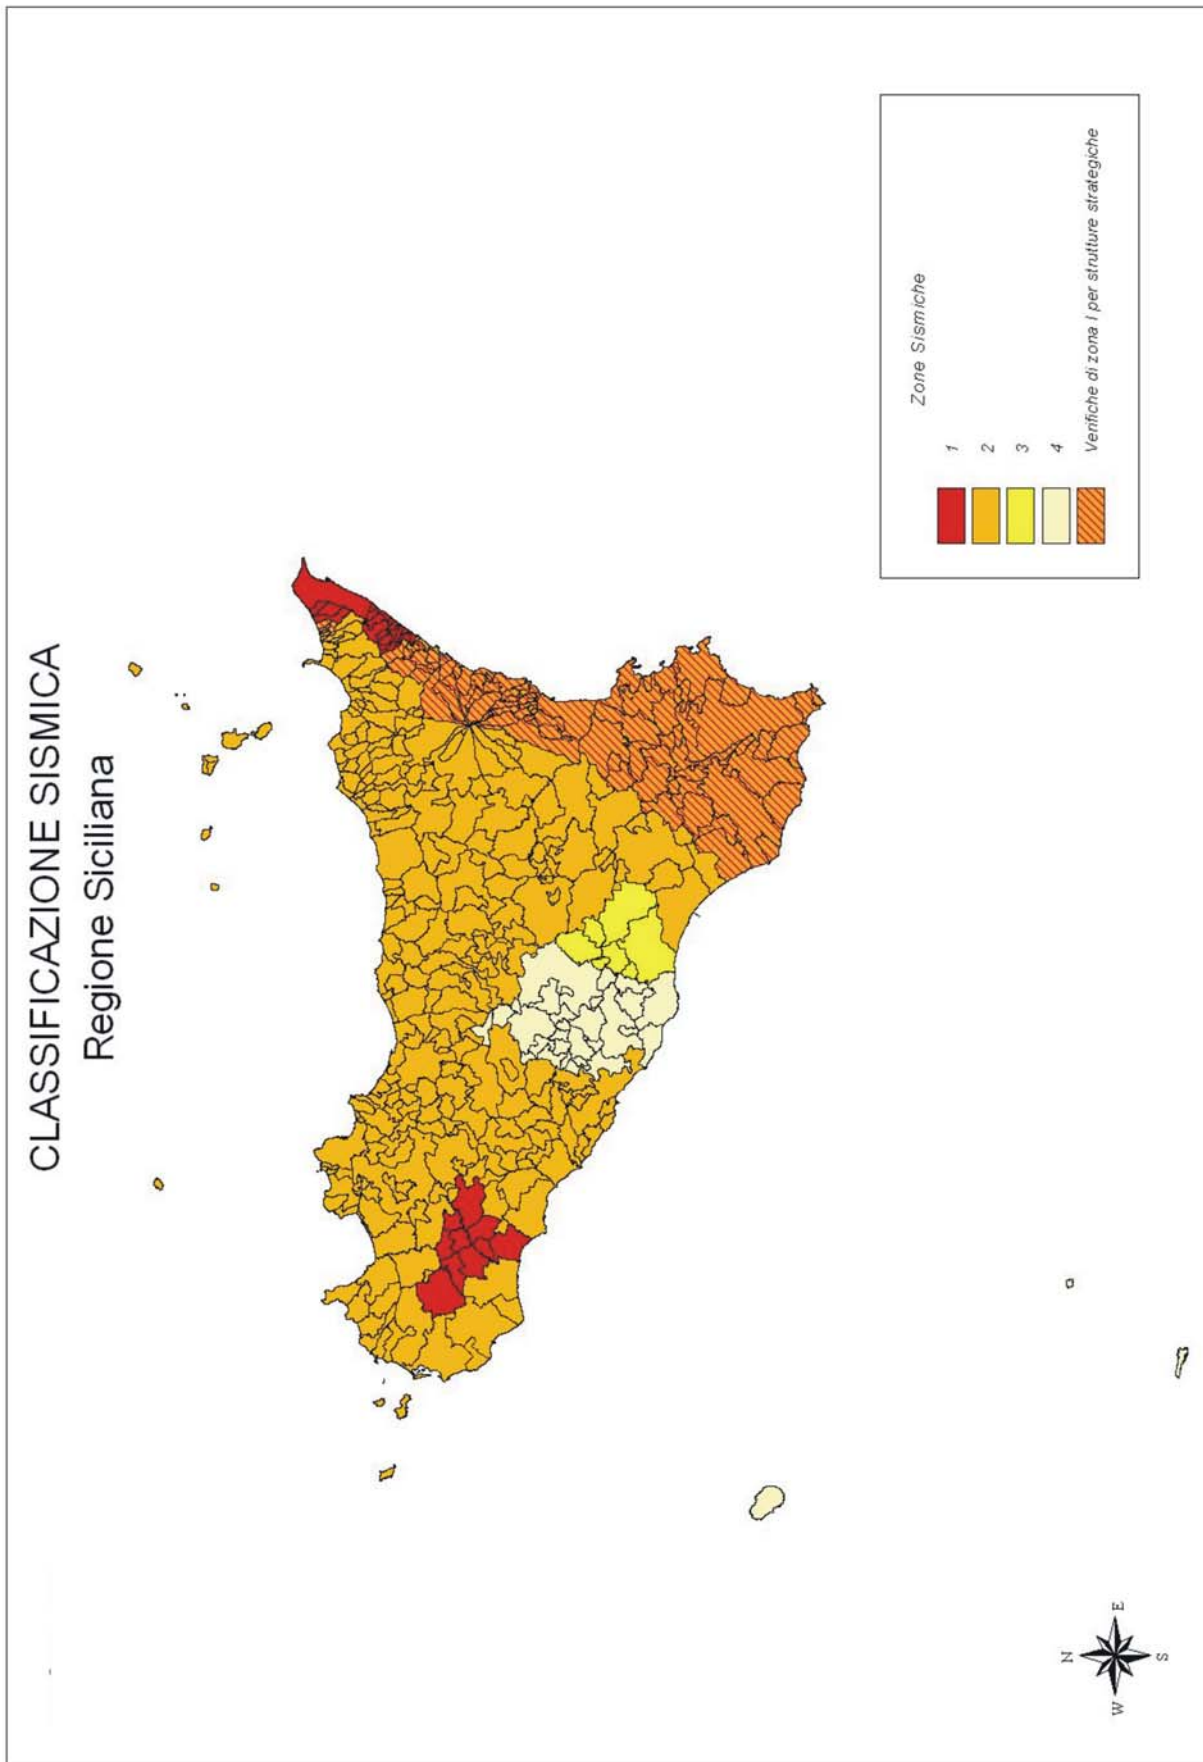 CLASSIFICAZIONE SISMICA
Regione Siciliana
Zone Sismiche
1
2
3
4
Verifiche di zona I per strutture strategiche
N
W
E
S